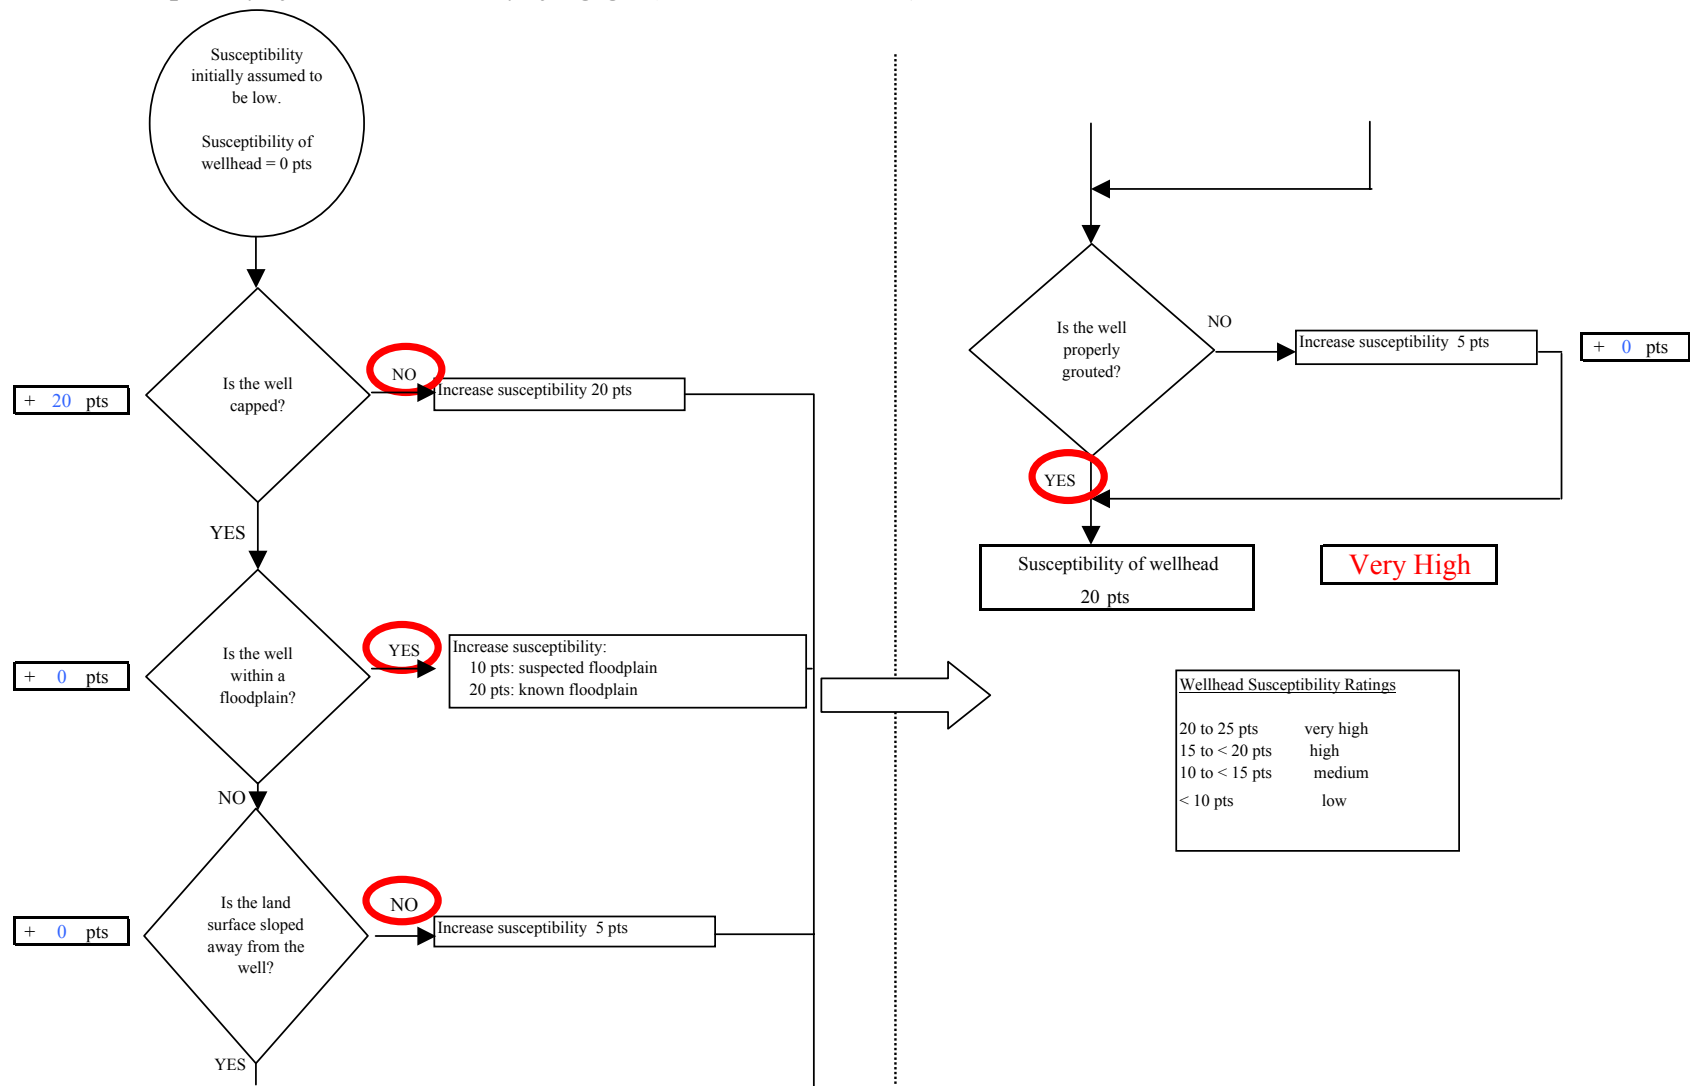 Susceptibility
initially assumed to
be low.
Susceptibility of
wellhead = 0 pts
Is the well
capped?
NO
Increase susceptibility 20 pts
+ 20 pts
YES
Is the well
within a
floodplain?
YES
Increase susceptibility:
10 pts: suspected floodplain
20 pts: known floodplain
+ 0 pts
NO
Is the land
surface sloped
away from the
well?
NO
Increase susceptibility 5 pts
+ 0 pts
YES
Is the well
properly
grouted?
NO
Increase susceptibility 5 pts
+ 0 pts
YES
Susceptibility of wellhead
20 pts
Very High
Wellhead Susceptibility Ratings
20 to 25 pts very high
15 to < 20 pts high
10 to < 15 pts medium
< 10 pts low